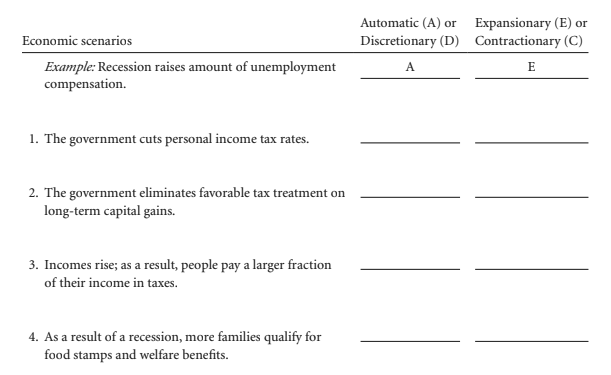 Automatic (A) or Expansionary (E) or
Economic scenarios Discretionary (D) Contractionary (C)
Example: Recession raises amount of unemployment A E
compensation.
1. The government cuts personal income tax rates.
2. The government eliminates favorable tax treatment on
long-term capital gains.
3. Incomes rise; as a result, people pay a larger fraction
of their income in taxes.
4. As a result of a recession, more families qualify for
food stamps and welfare benefits.